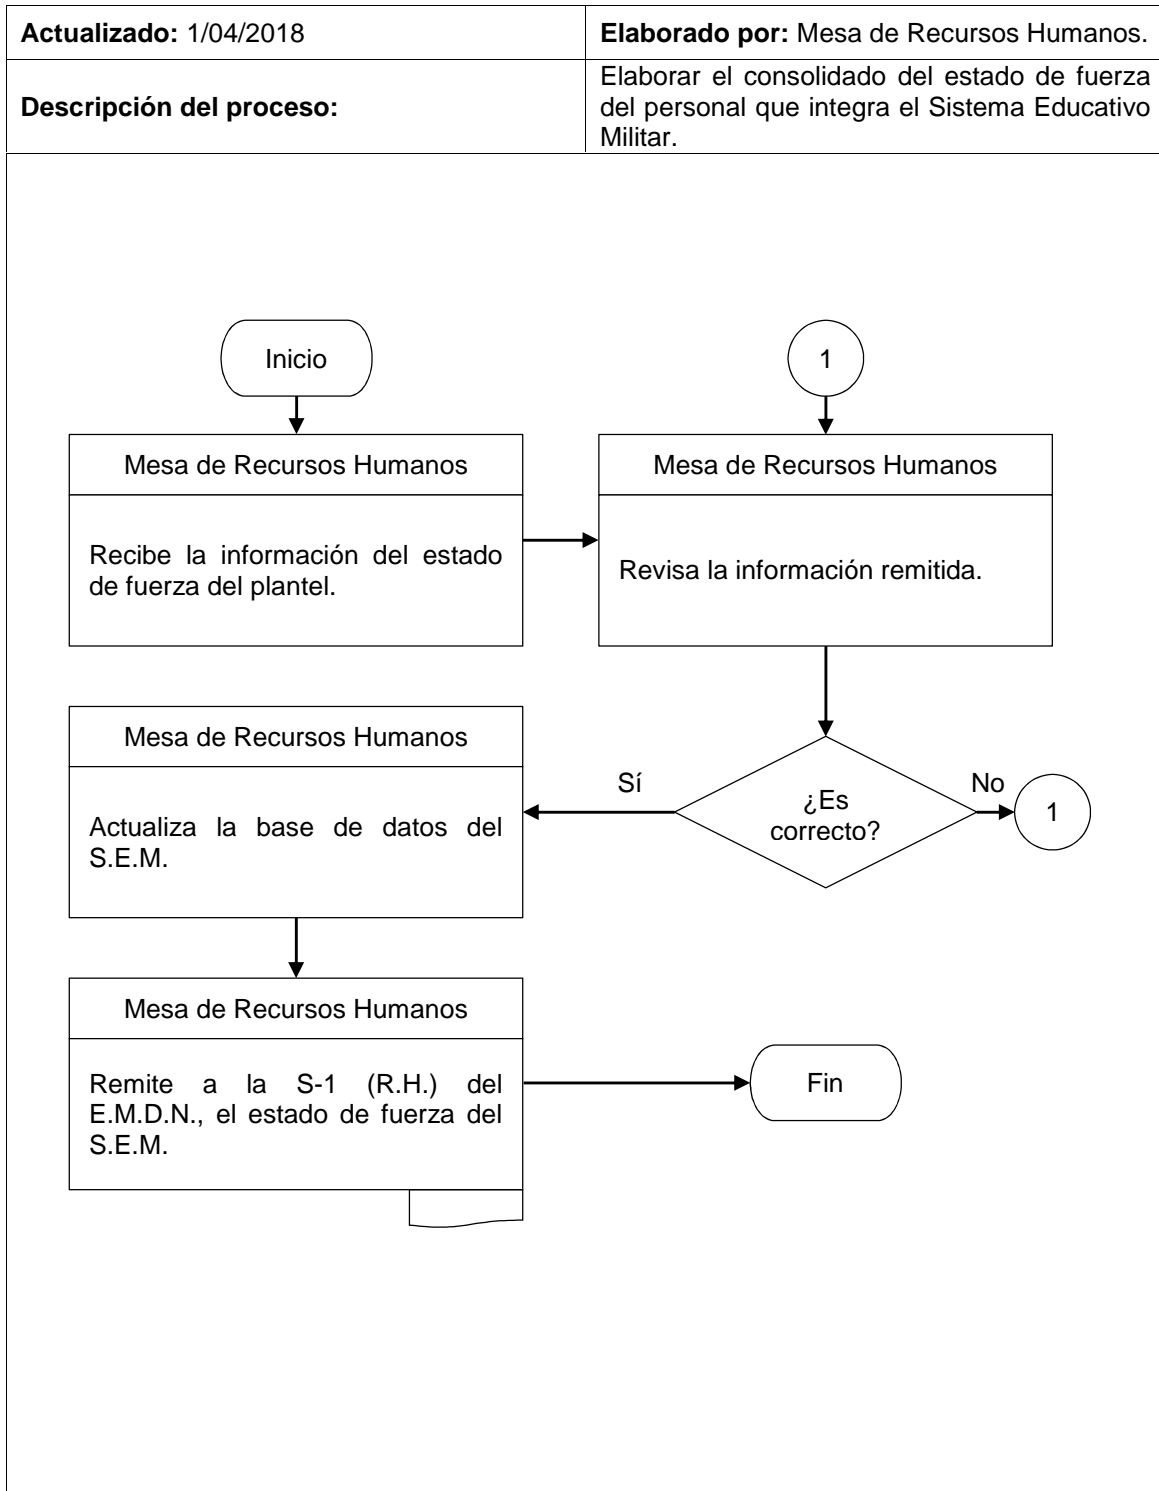 Actualizado: 1/04/2018
Elaborado por: Mesa de Recursos Humanos.
Descripción del proceso:
Elaborar el consolidado del estado de fuerza
del personal que integra el Sistema Educativo
Militar.
Inicio
1
Mesa de Recursos Humanos
Recibe la información del estado
de fuerza del plantel.
Mesa de Recursos Humanos
Revisa la información remitida.
¿Es
correcto?
Sí
No
1
Mesa de Recursos Humanos
Actualiza la base de datos del
S.E.M.
Mesa de Recursos Humanos
Remite a la S-1 (R.H.) del
E.M.D.N., el estado de fuerza del
S.E.M.
Fin